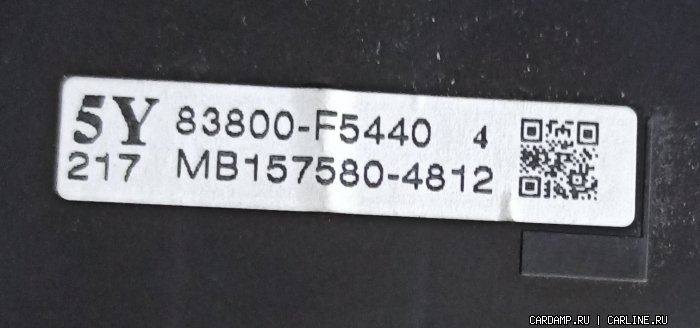 5Y 83800-F5440 4
217 MB157580-4812
CARDAMP.RU | CARLINE.RU